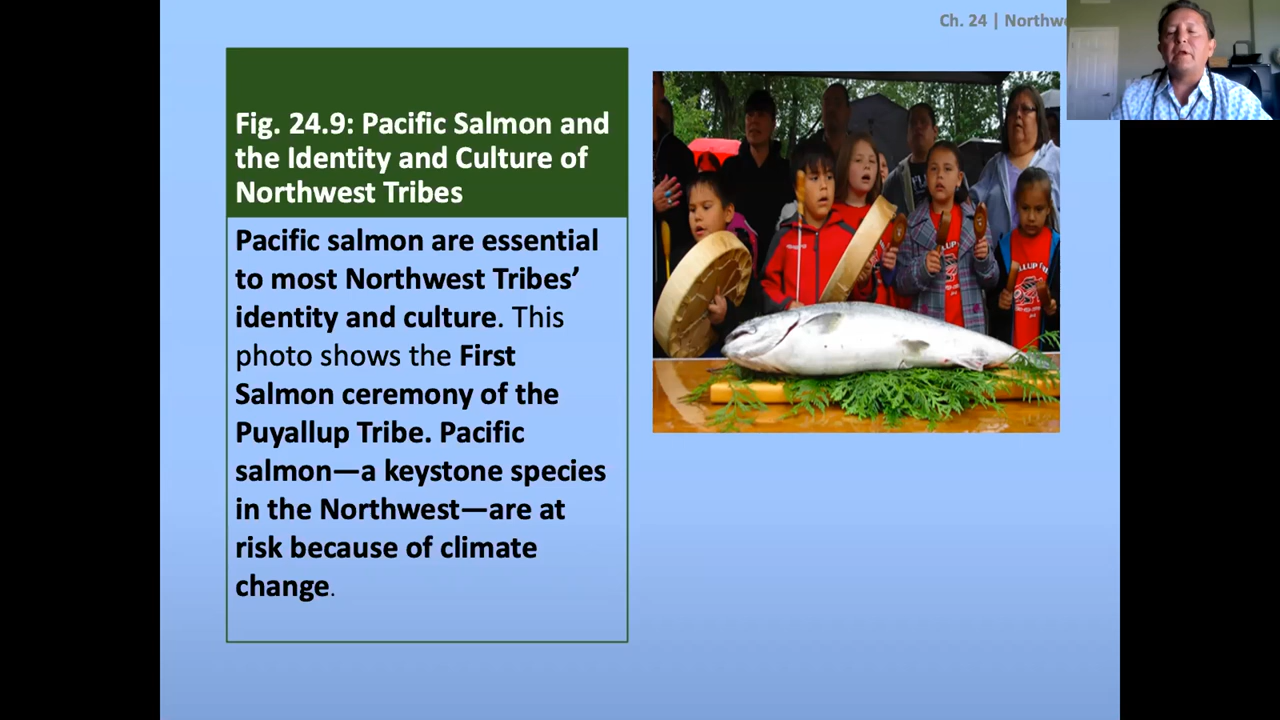 Ch. 24 | Northwe
Fig. 24.9: Pacific Salmon and
the Identity and Culture of
Northwest Tribes
Pacific salmon are essential
to most Northwest Tribes’
identity and culture. This
photo shows the First
Salmon ceremony of the
Puyallup Tribe. Pacific
salmon—a keystone species
in the Northwest—are at
risk because of climate
change.